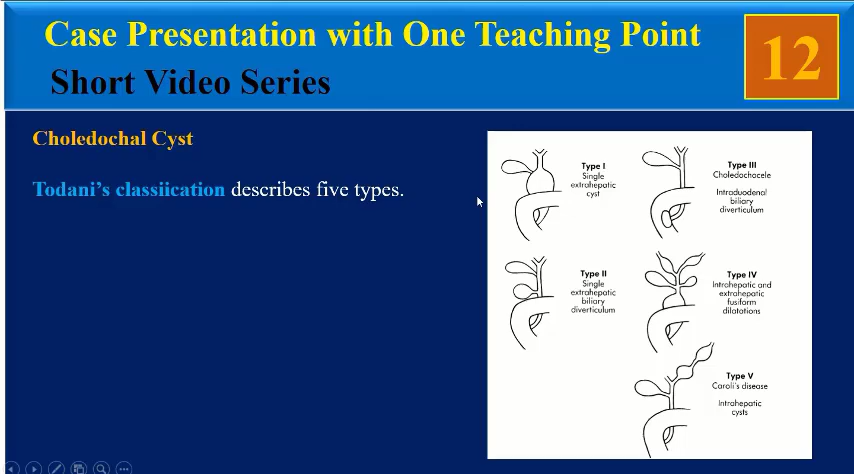 Case Presentation with One Teaching Point
Short Video Series
12
Choledochal Cyst
Todani's classiication describes five types.
Type I
Single
extrahepatic
cyst
Type III
Choledochacele
Intraduodenal
biliary
diverticulum
Type II
Single
extrahepatic
biliary
diverticulum
Type IV
Intrahepatic and
extrahepatic
fusiform
dilatations
Type V
Caroli's disease
Intrahepatic
cysts